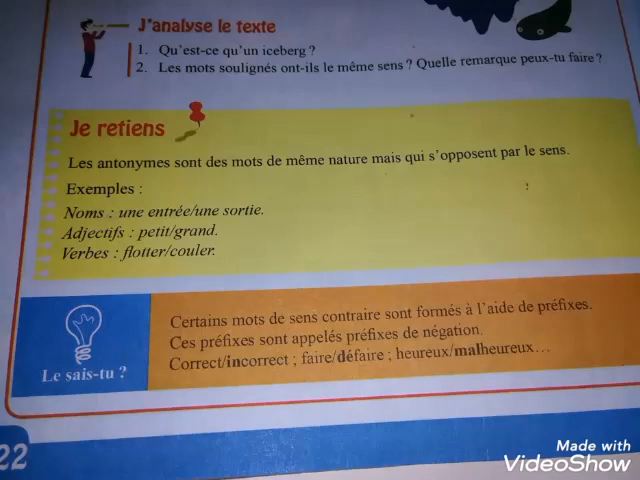 J'analyse le texte
1. Qu'est-ce qu'un iceberg ?
2. Les mots soulignés ont-ils le même sens ? Quelle remarque peux-tu faire ?
Je retiens
Les antonymes sont des mots de même nature mais qui s'opposent par le sens.
Exemples :
Noms : une entrée/une sortie.
Adjectifs : petit/grand.
Verbes : flotter/couler.
Le sais-tu ?
Certains mots de sens contraire sont formés à l'aide de préfixes.
Ces préfixes sont appelés préfixes de négation.
Correct/incorrect ; faire/défaire ; heureux/malheureux…
22
Made with
VideoShow